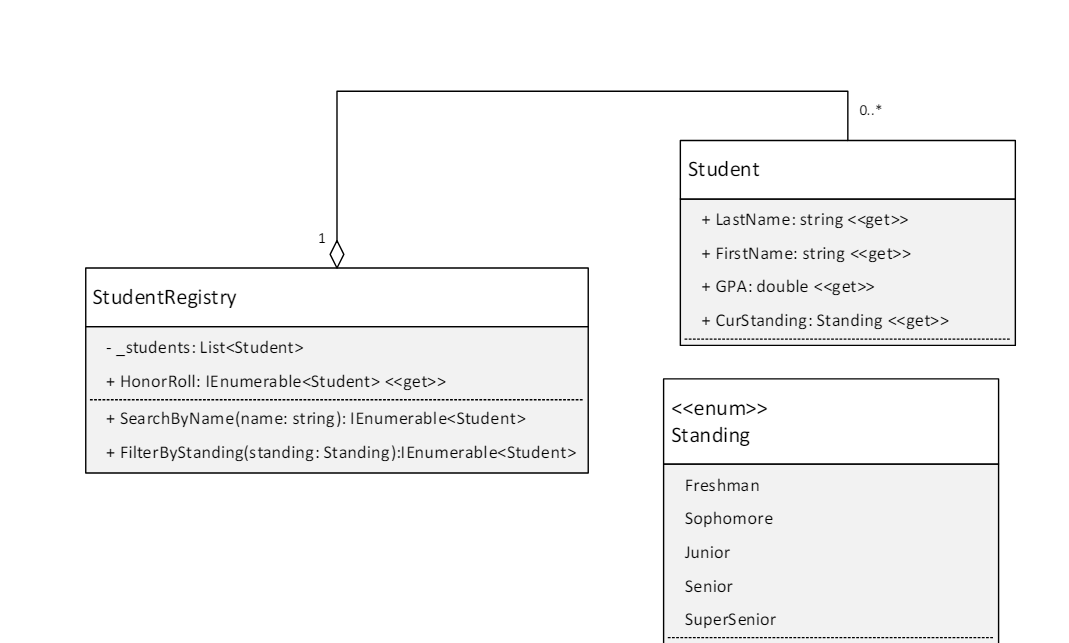 0..*
Student
+ LastName: string <<get>>
+ FirstName: string <<get>>
+ GPA: double <<get>>
+ CurStanding: Standing <<get>>
1
StudentRegistry
- _students: List<Student>
+ HonorRoll: IEnumerable<Student> <<get>>
+ SearchByName(name: string): IEnumerable<Student>
+ FilterByStanding(standing: Standing):IEnumerable<Student>
<<enum>>
Standing
Freshman
Sophomore
Junior
Senior
SuperSenior